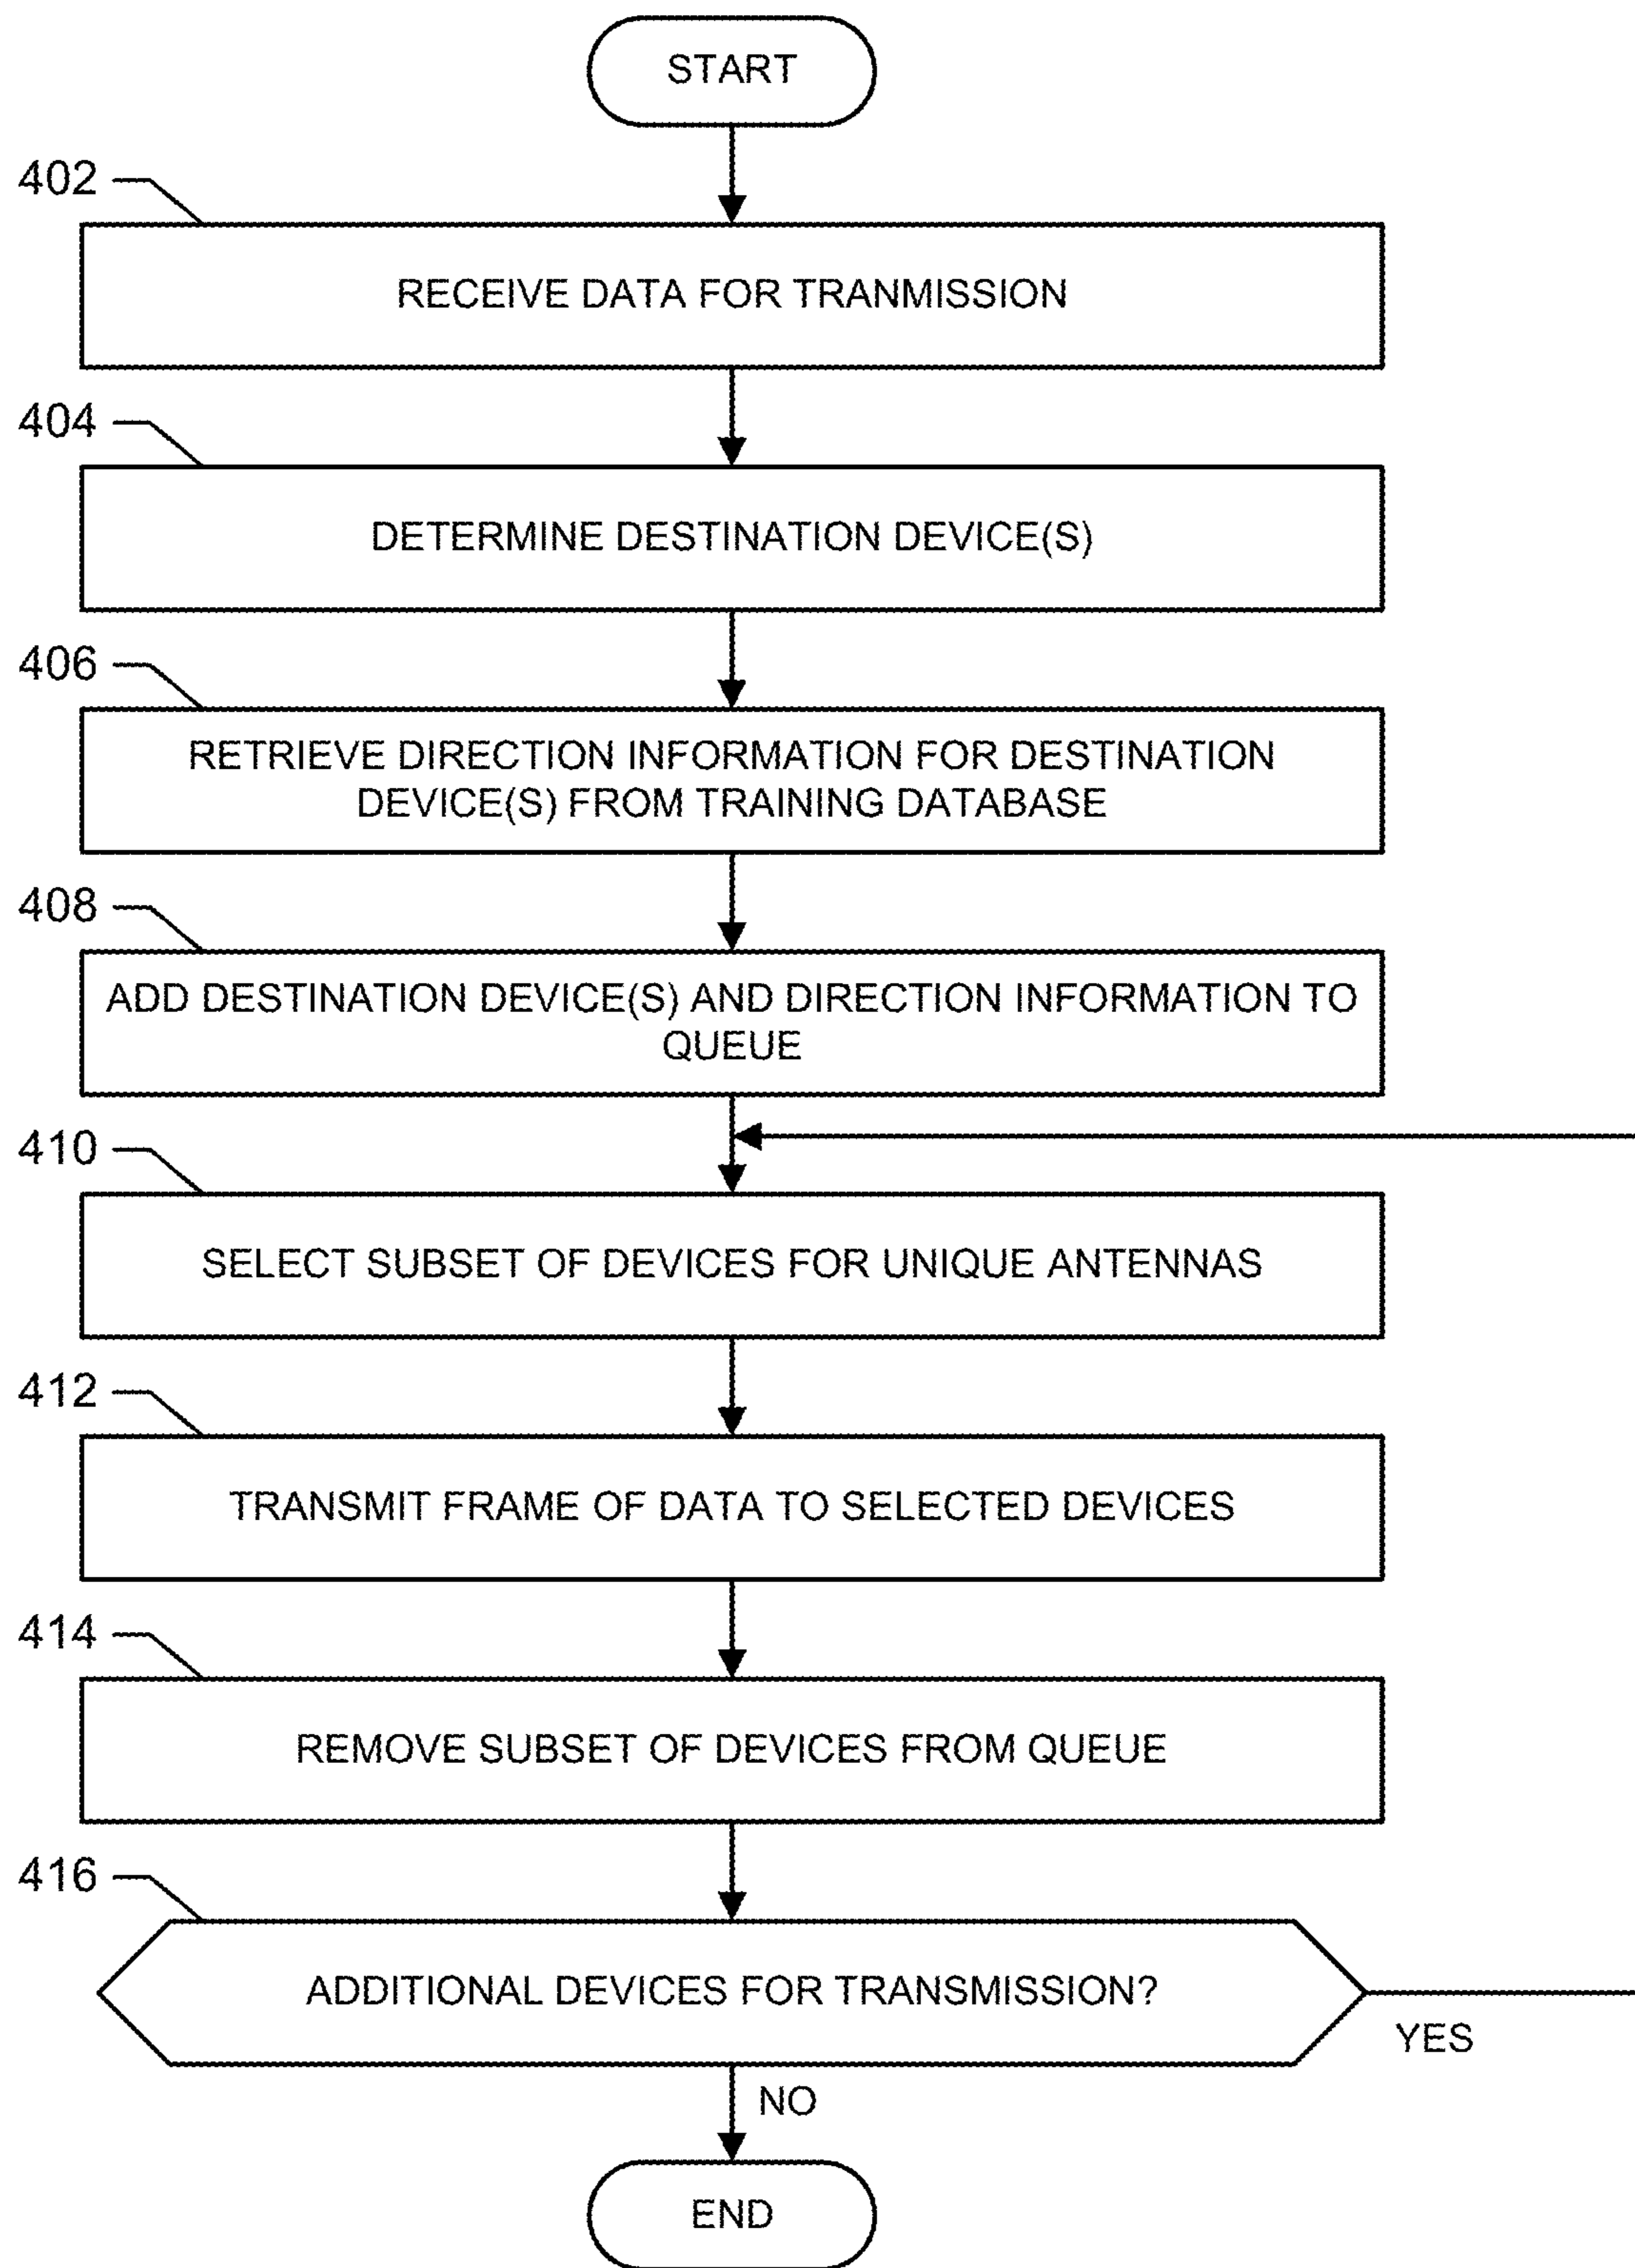 START
402
RECEIVE DATA FOR TRANMISSION
404
DETERMINE DESTINATION DEVICE(S)
406
RETRIEVE DIRECTION INFORMATION FOR DESTINATION
DEVICE(S) FROM TRAINING DATABASE
408
ADD DESTINATION DEVICE(S) AND DIRECTION INFORMATION TO
QUEUE
410
SELECT SUBSET OF DEVICES FOR UNIQUE ANTENNAS
412
TRANSMIT FRAME OF DATA TO SELECTED DEVICES
414
REMOVE SUBSET OF DEVICES FROM QUEUE
416
ADDITIONAL DEVICES FOR TRANSMISSION?
YES
NO
END